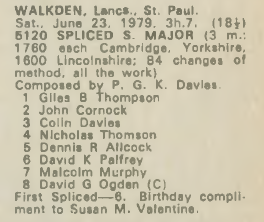 WALKDEN, Lancs., St. Paul.
Sat., June 23, 1979, 3h.7. (18¼)
5120 SPLICED S. MAJOR (3 m.:
1760 each Cambridge, Yorkshire,
1600 Lincolnshire; 84 changes of
method, all the work)
Composed by P. G. K. Davies.
1 Giles B Thompson
2 John Cornock
3 Colin Davies
4 Nicholas Thomson
5 Dennis R Allcock
6 David K Palfrey
7 Malcolm Murphy
8 David G Ogden (C)
First Spliced—6. Birthday compli-
ment to Susan M. Valentine.